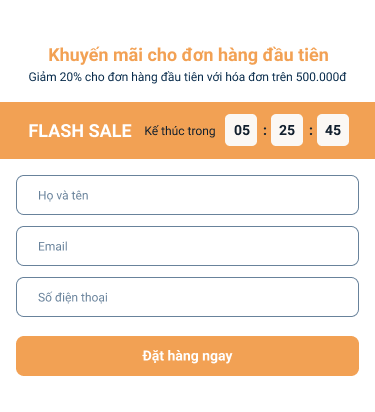 Khuyến mãi cho đơn hàng đầu tiên
Giảm 20% cho đơn hàng đầu tiên với hóa đơn trên 500.000đ
FLASH SALE Kế thúc trong 05 : 25 : 45
Họ và tên
Email
Số điện thoại
Đặt hàng ngay